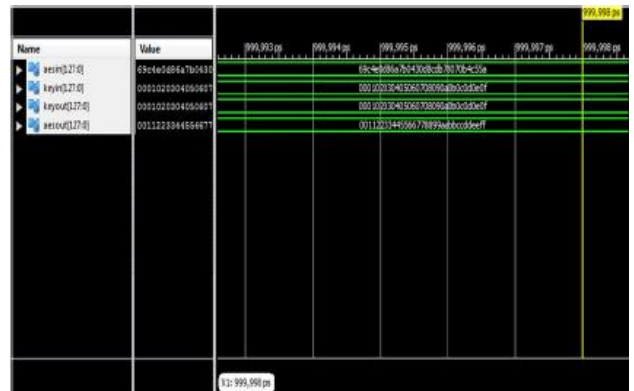 999,998 ps
Name Value 999,993 ps 999,994 ps 999,995 ps 999,996 ps 999,997 ps 999,998 ps
aesin[127:0] 69c4e0d86a7b0430 69c4e0d86a7b0430d8cdb78070b4c55a
keyin[127:0] 0001020304050607 000102030405060708090a0b0c0d0e0f
keyout[127:0] 0001020304050607 000102030405060708090a0b0c0d0e0f
aesout[127:0] 0011223344556677 00112233445566778899aabbccddeeff
X1: 999,998 ps